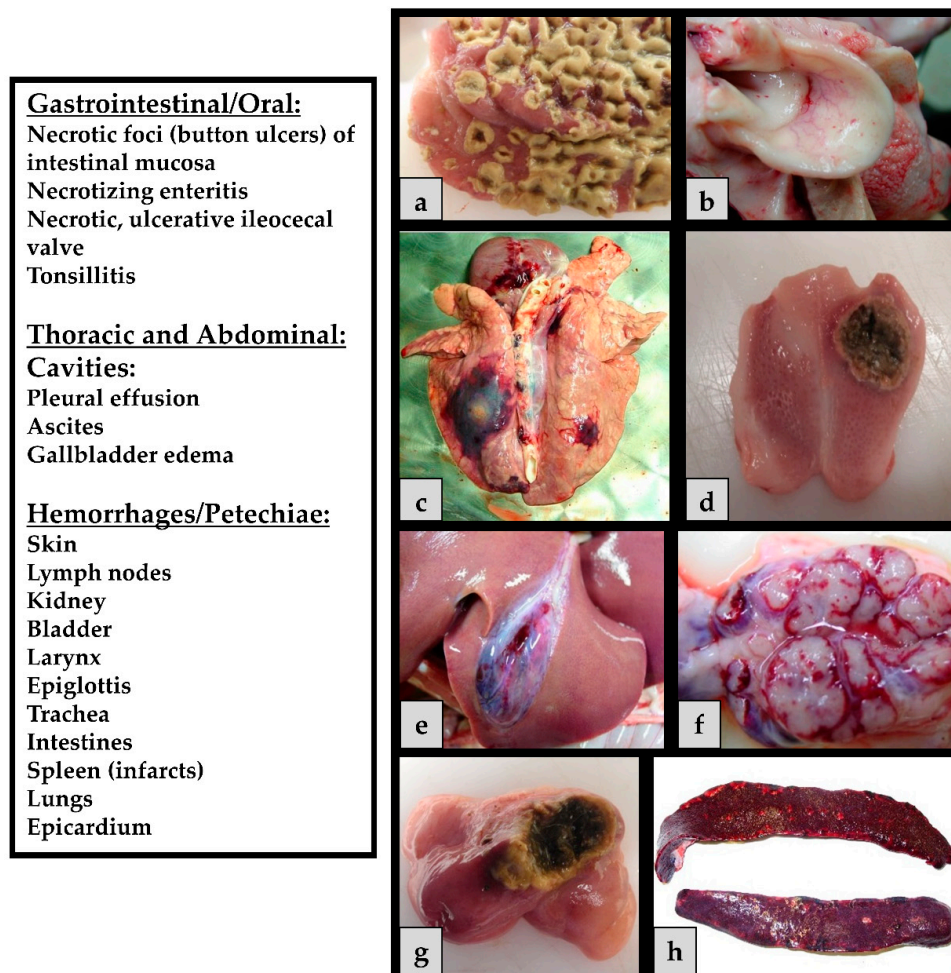 Gastrointestinal/Oral:
Necrotic foci (button ulcers) of
intestinal mucosa
Necrotizing enteritis
Necrotic, ulcerative ileocecal
valve
Tonsillitis
Thoracic and Abdominal:
Cavities:
Pleural effusion
Ascites
Gallbladder edema
Hemorrhages/Petechiae:
Skin
Lymph nodes
Kidney
Bladder
Larynx
Epiglottis
Trachea
Intestines
Spleen (infarcts)
Lungs
Epicardium
a
b
c
d
e
f
g
h